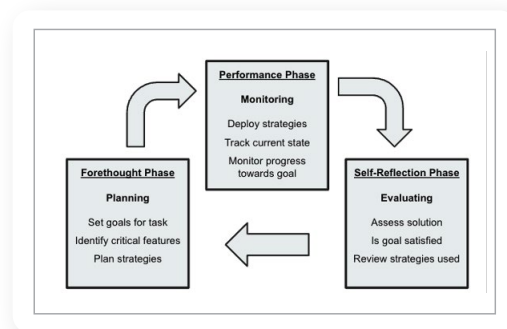 Performance Phase
Monitoring
Deploy strategies
Track current state
Monitor progress
towards goal
Forethought Phase
Planning
Set goals for task
Identify critical features
Plan strategies
Self-Reflection Phase
Evaluating
Assess solution
Is goal satisfied
Review strategies used